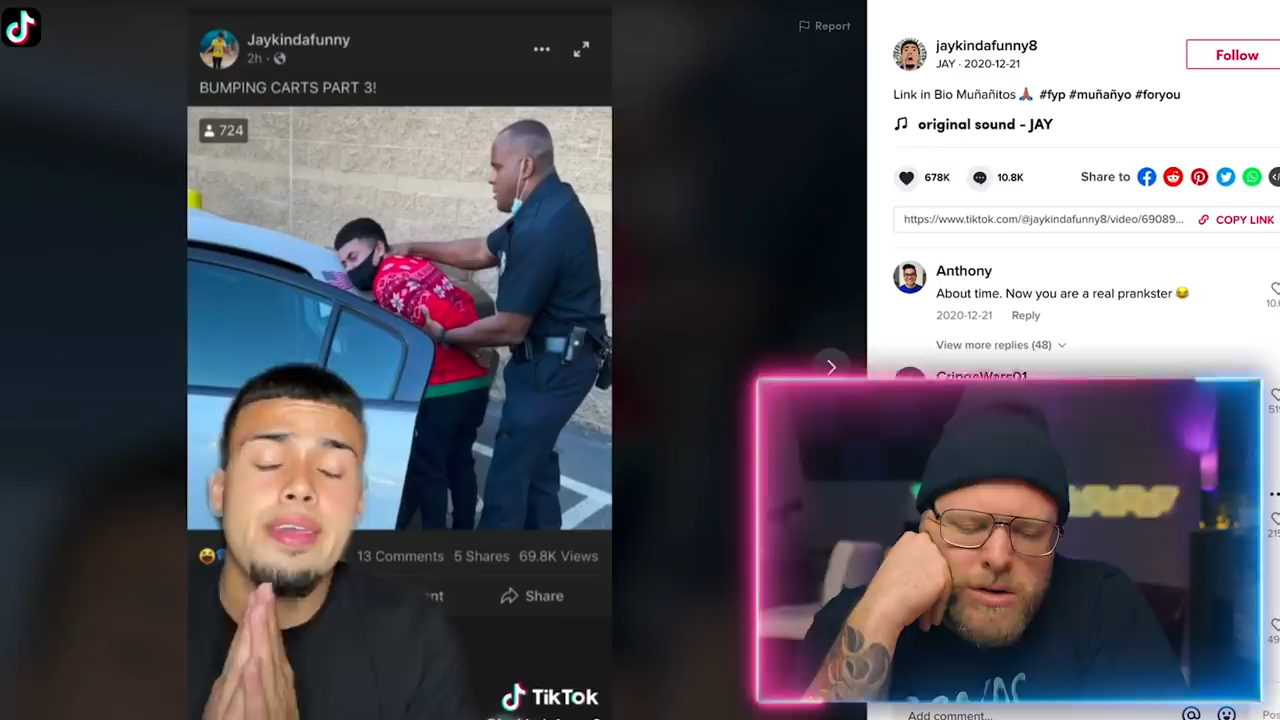 Jaykindafunny
2h
BUMPING CARTS PART 3!
724
13 Comments 5 Shares 69.8K Views
Share
TikTok
Report
jaykindafunny8
JAY · 2020-12-21
Follow
Link in Bio Muñañitos🙏🏽 #fyp #muñañyo #foryou
original sound - JAY
678K
10.8K
Share to
https://www.tiktok.com/@jaykindafunny8/video/69089...
COPY LINK
Anthony
About time. Now you are a real prankster 😂
2020-12-21 Reply
View more replies (48)
CringeWars01
Add comment...